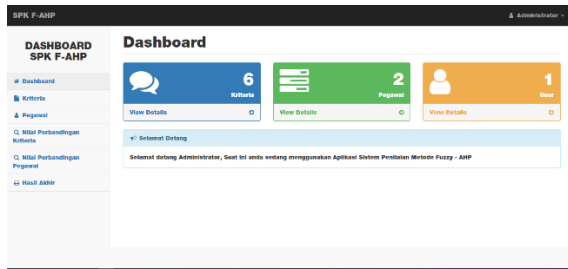 SPK F-AHP
Administrator
DASHBOARD
SPK F-AHP
Dashboard
Kriteria
Pegawai
Nilai Perbandingan
Kriteria
Nilai Perbandingan
Pegawai
Hasil Akhir
Dashboard
6
Kriteria
View Details
2
Pegawai
View Details
1
User
View Details
Selamat Datang
Selamat datang Administrator, Saat ini anda sedang menggunakan Aplikasi Sistem Penilaian Metode Fuzzy - AHP